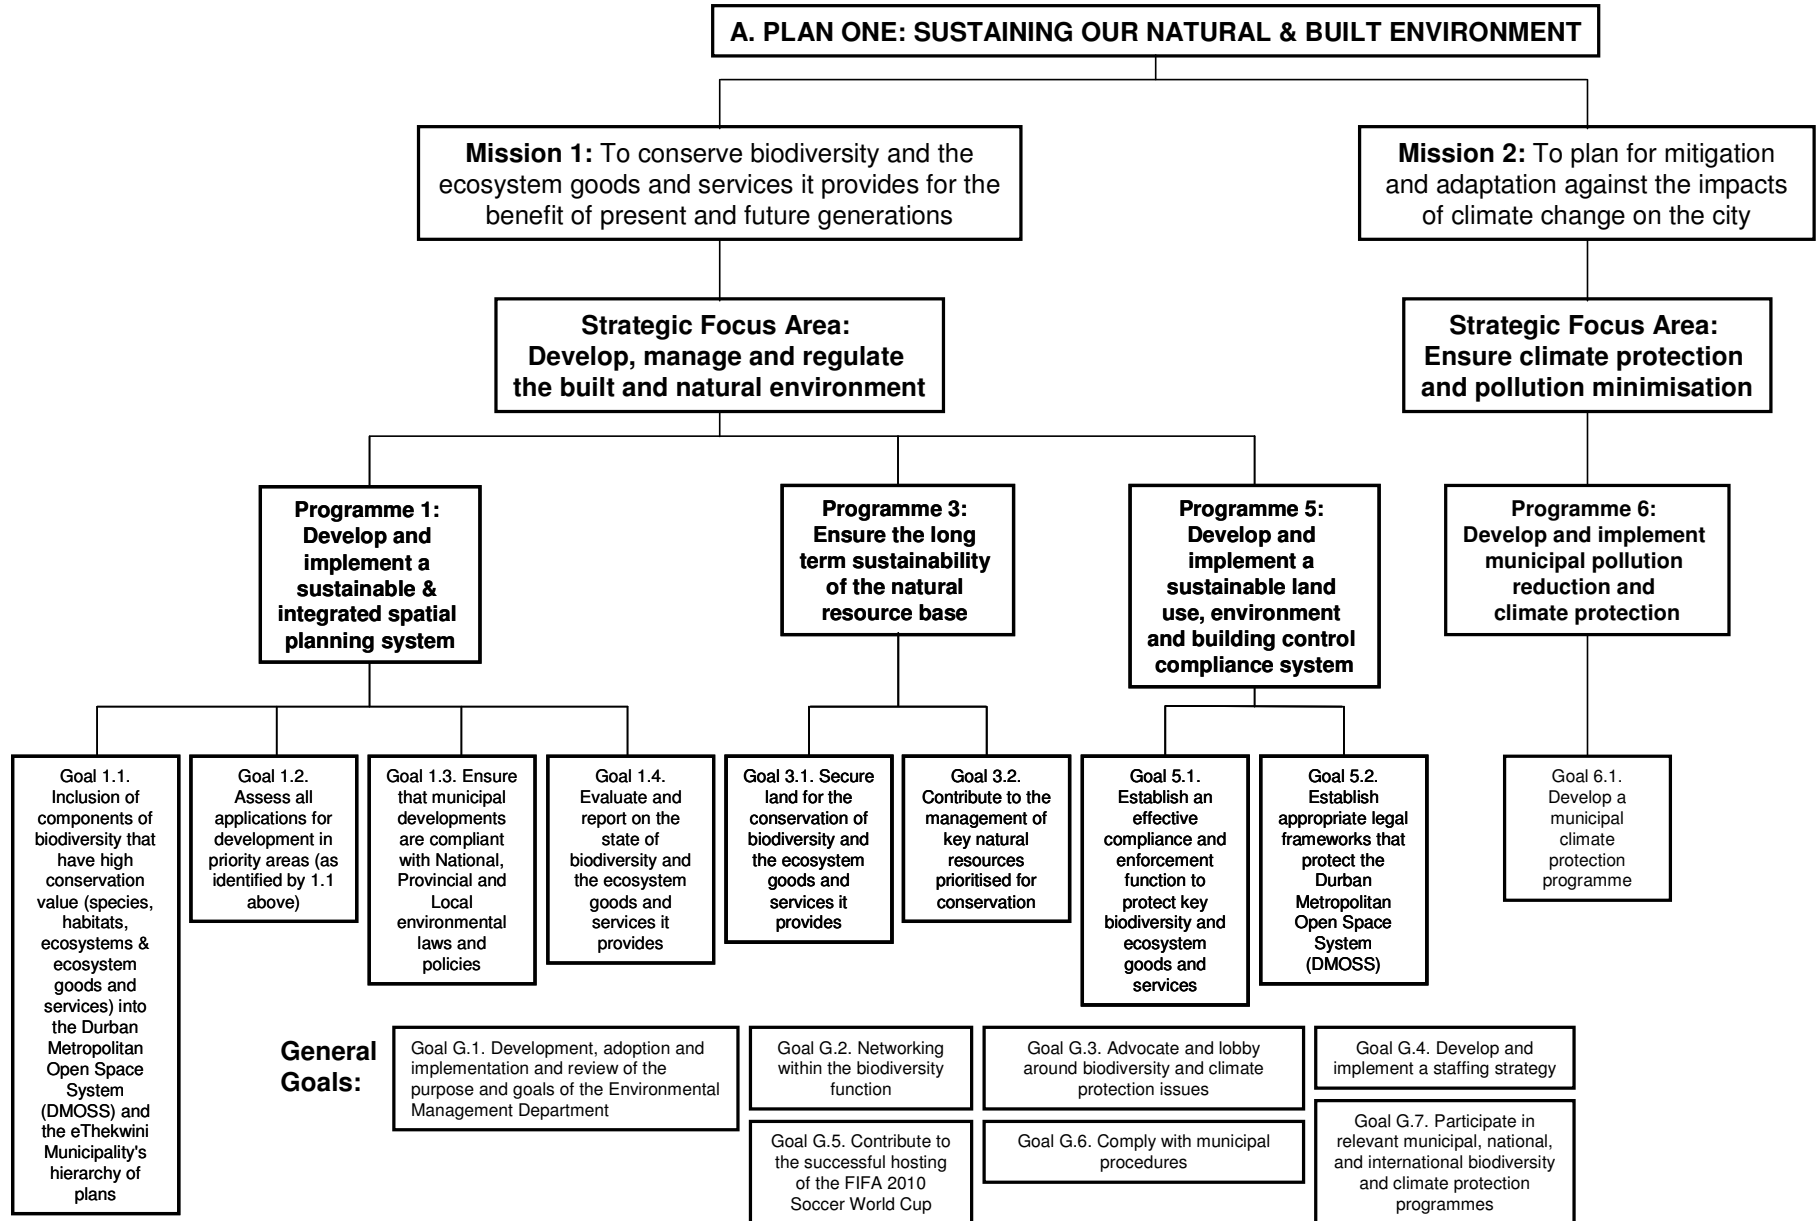 A. PLAN ONE: SUSTAINING OUR NATURAL & BUILT ENVIRONMENT
Mission 1: To conserve biodiversity and the
ecosystem goods and services it provides for the
benefit of present and future generations
Mission 2: To plan for mitigation
and adaptation against the impacts
of climate change on the city
Strategic Focus Area:
Develop, manage and regulate
the built and natural environment
Strategic Focus Area:
Ensure climate protection
and pollution minimisation
Programme 1:
Develop and
implement a
sustainable &
integrated spatial
planning system
Programme 3:
Ensure the long
term sustainability
of the natural
resource base
Programme 5:
Develop and
implement a
sustainable land
use, environment
and building control
compliance system
Programme 6:
Develop and implement
municipal pollution
reduction and
climate protection
Goal 1.1.
Inclusion of
components of
biodiversity that
have high
conservation
value (species,
habitats,
ecosystems &
ecosystem
goods and
services) into
the Durban
Metropolitan
Open Space
System
(DMOSS) and
the eThekwini
Municipality's
hierarchy of
plans
Goal 1.2.
Assess all
applications for
development in
priority areas (as
identified by 1.1
above)
Goal 1.3. Ensure
that municipal
developments
are compliant
with National,
Provincial and
Local
environmental
laws and
policies
Goal 1.4.
Evaluate and
report on the
state of
biodiversity and
the ecosystem
goods and
services it
provides
Goal 3.1. Secure
land for the
conservation of
biodiversity and
the ecosystem
goods and
services it
provides
Goal 3.2.
Contribute to the
management of
key natural
resources
prioritised for
conservation
Goal 5.1.
Establish an
effective
compliance and
enforcement
function to
protect key
biodiversity and
ecosystem
goods and
services
Goal 5.2.
Establish
appropriate legal
frameworks that
protect the
Durban
Metropolitan
Open Space
System
(DMOSS)
Goal 6.1.
Develop a
municipal
climate
protection
programme
General
Goals:
Goal G.1. Development, adoption and
implementation and review of the
purpose and goals of the Environmental
Management Department
Goal G.2. Networking
within the biodiversity
function
Goal G.3. Advocate and lobby
around biodiversity and climate
protection issues
Goal G.4. Develop and
implement a staffing strategy
Goal G.5. Contribute to
the successful hosting
of the FIFA 2010
Soccer World Cup
Goal G.6. Comply with municipal
procedures
Goal G.7. Participate in
relevant municipal, national,
and international biodiversity
and climate protection
programmes